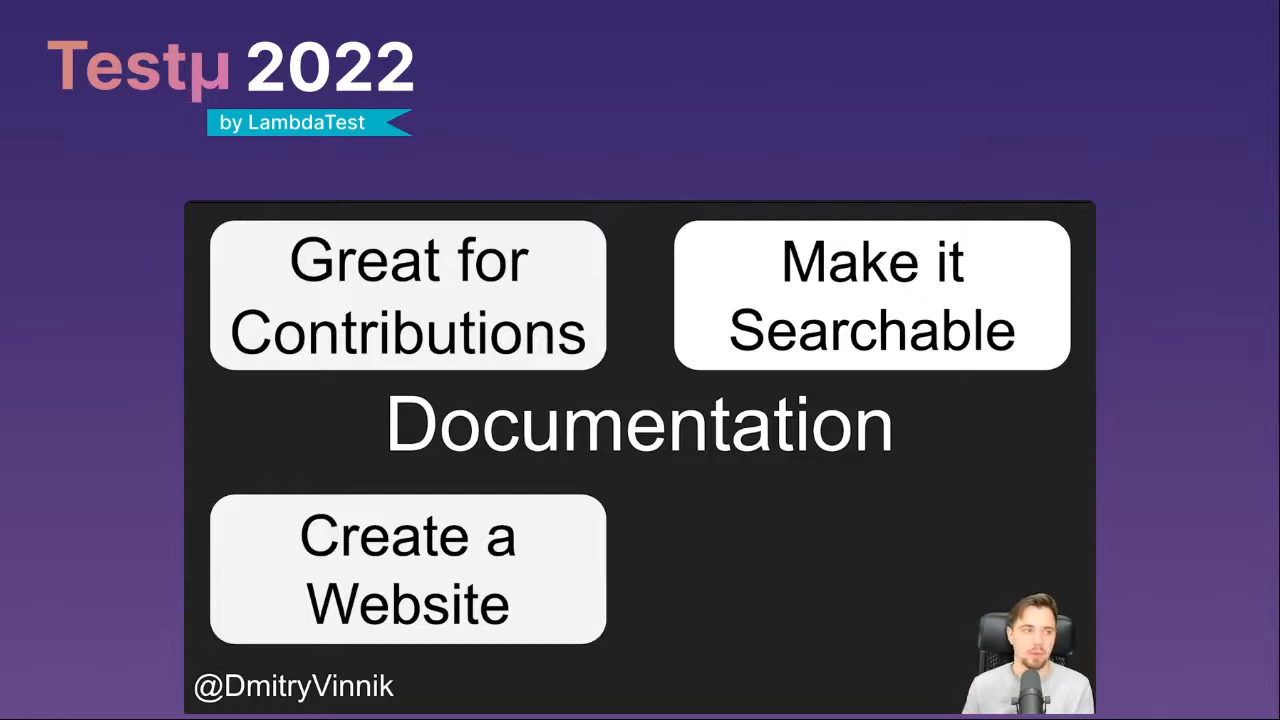 Testμ 2022
by LambdaTest
Great for
Contributions
Make it
Searchable
Documentation
Create a
Website
@DmitryVinnik